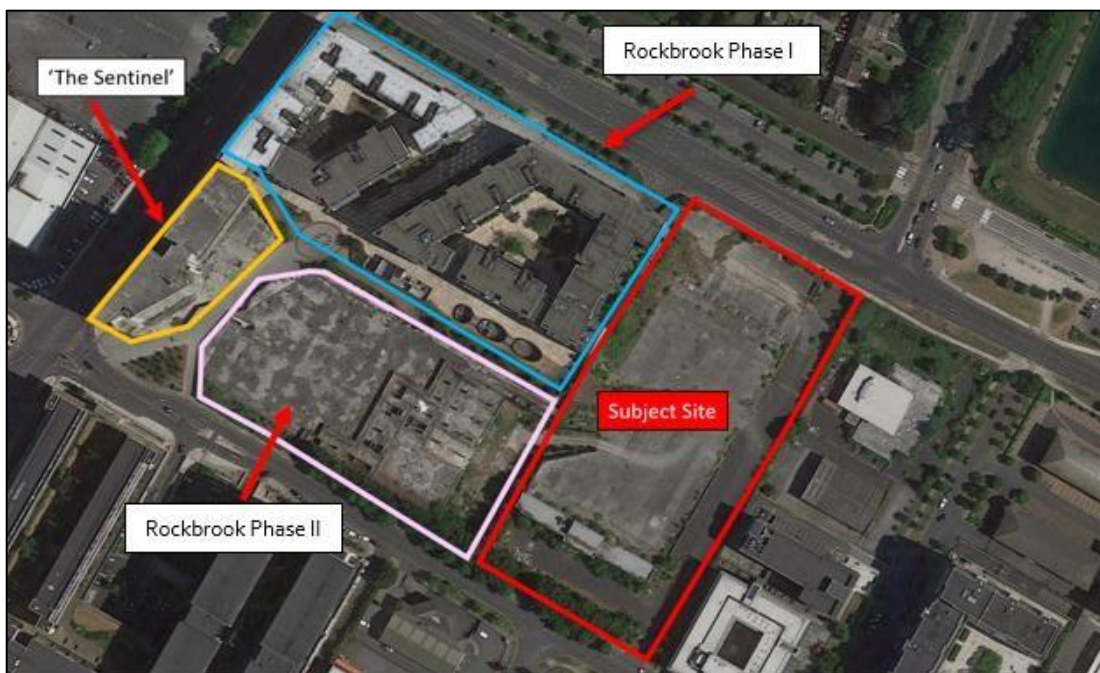 Rockbrook Phase I
'The Sentinel'
Subject Site
Rockbrook Phase II